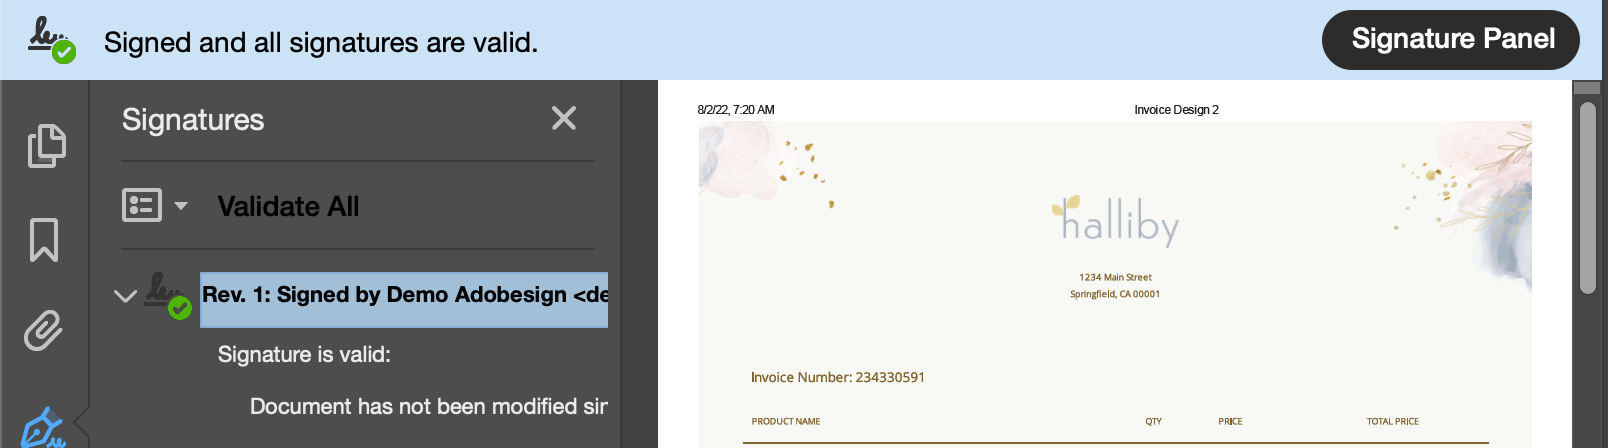 Signed and all signatures are valid.
Signature Panel
Signatures
Validate All
Rev. 1: Signed by Demo Adobesign <de
Signature is valid:
Document has not been modified sin
8/2/22, 7:20 AM
Invoice Design 2
halliby
1234 Main Street
Springfield, CA 00001
Invoice Number: 234330591
PRODUCT NAME QTY PRICE TOTAL PRICE